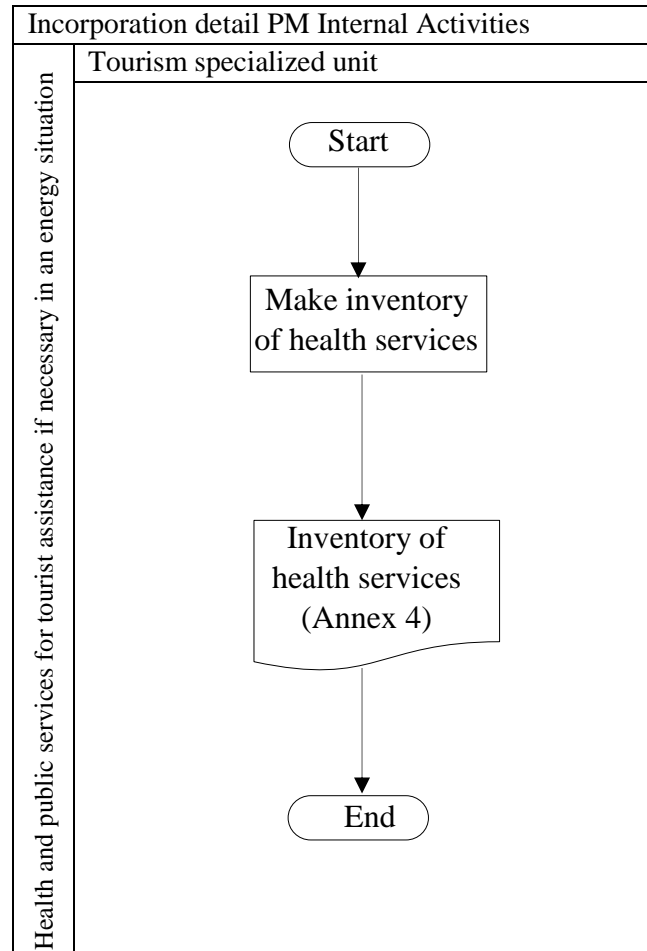 Incorporation detail PM Internal Activities
Tourism specialized unit
Health and public services for tourist assistance if necessary in an energy situation
Start
Make inventory
of health services
Inventory of
health services
(Annex 4)
End